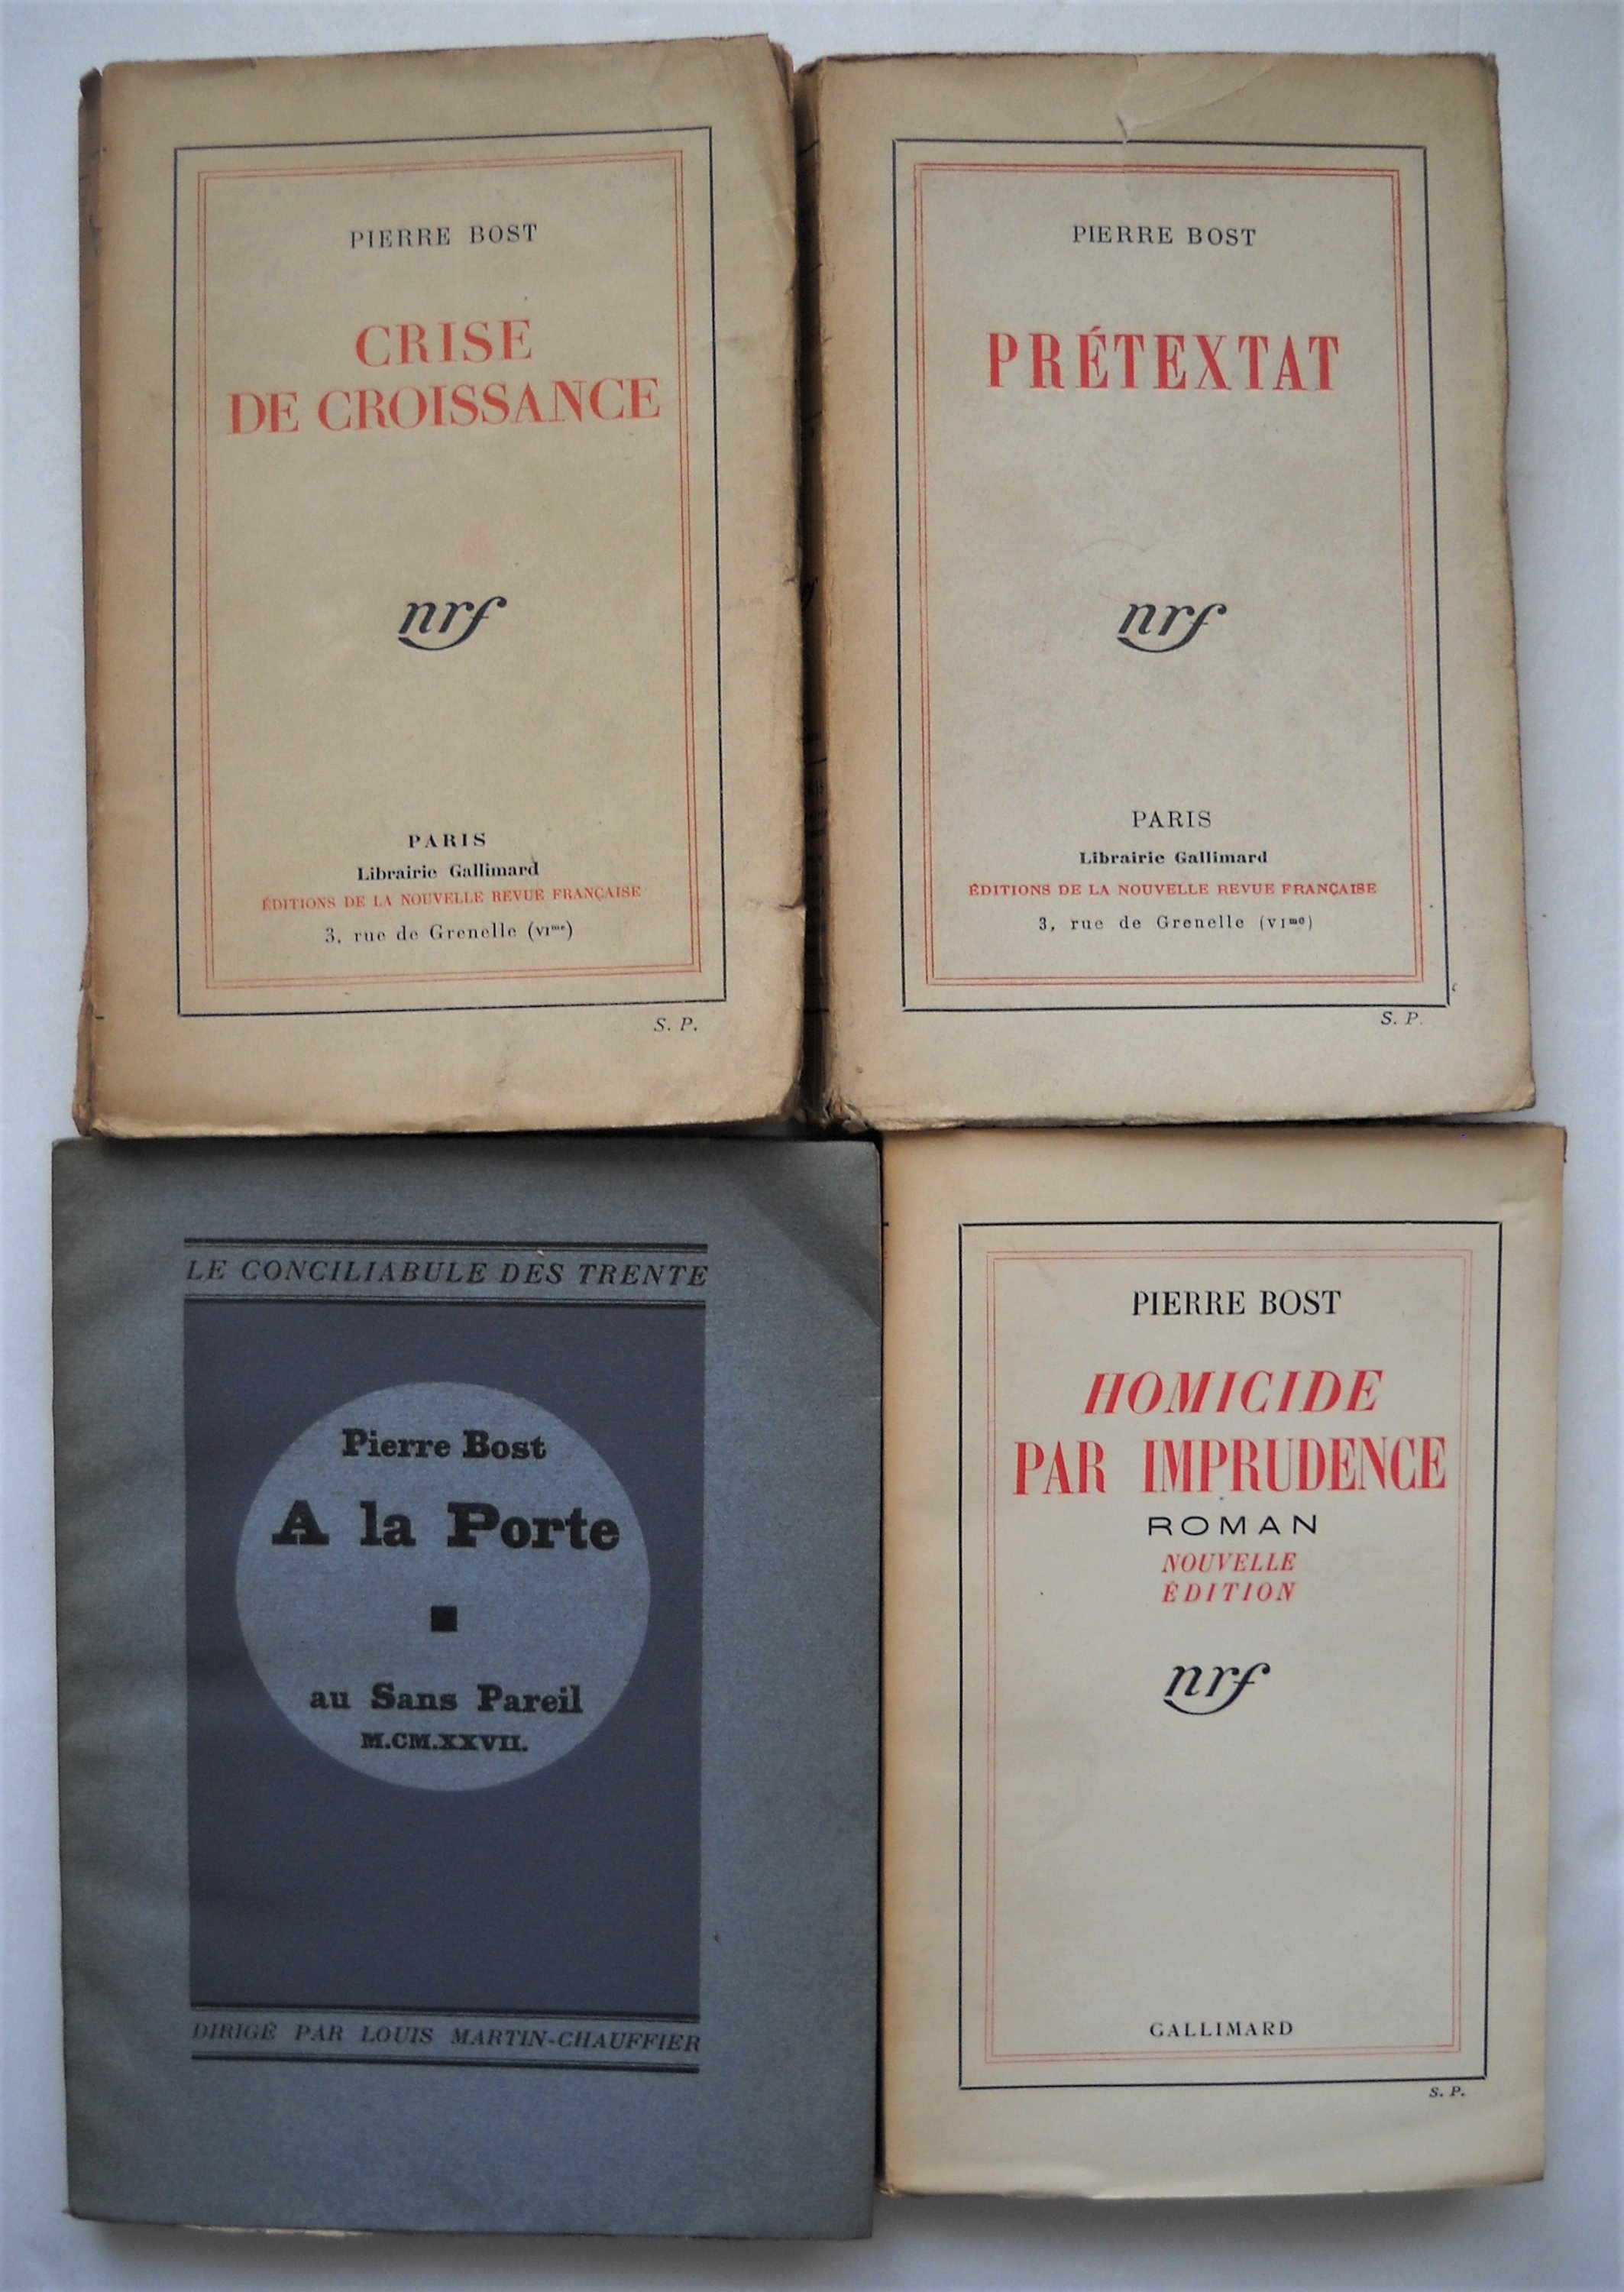 PIERRE BOST
CRISE
DE CROISSANCE
nrf
PARIS
Librairie Gallimard
ÉDITIONS DE LA NOUVELLE REVUE FRANÇAISE
3, rue de Grenelle (VIme)
S. P.
PIERRE BOST
PRÉTEXTAT
nrf
PARIS
Librairie Gallimard
ÉDITIONS DE LA NOUVELLE REVUE FRANÇAISE
3, rue de Grenelle (VIme)
S. P.
LE CONCILIABULE DES TRENTE
Pierre Bost
A la Porte
au Sans Pareil
M.CM.XXVII.
DIRIGÉ PAR LOUIS MARTIN-CHAUFFIER
PIERRE BOST
HOMICIDE
PAR IMPRUDENCE
ROMAN
NOUVELLE
ÉDITION
nrf
GALLIMARD
S. P.